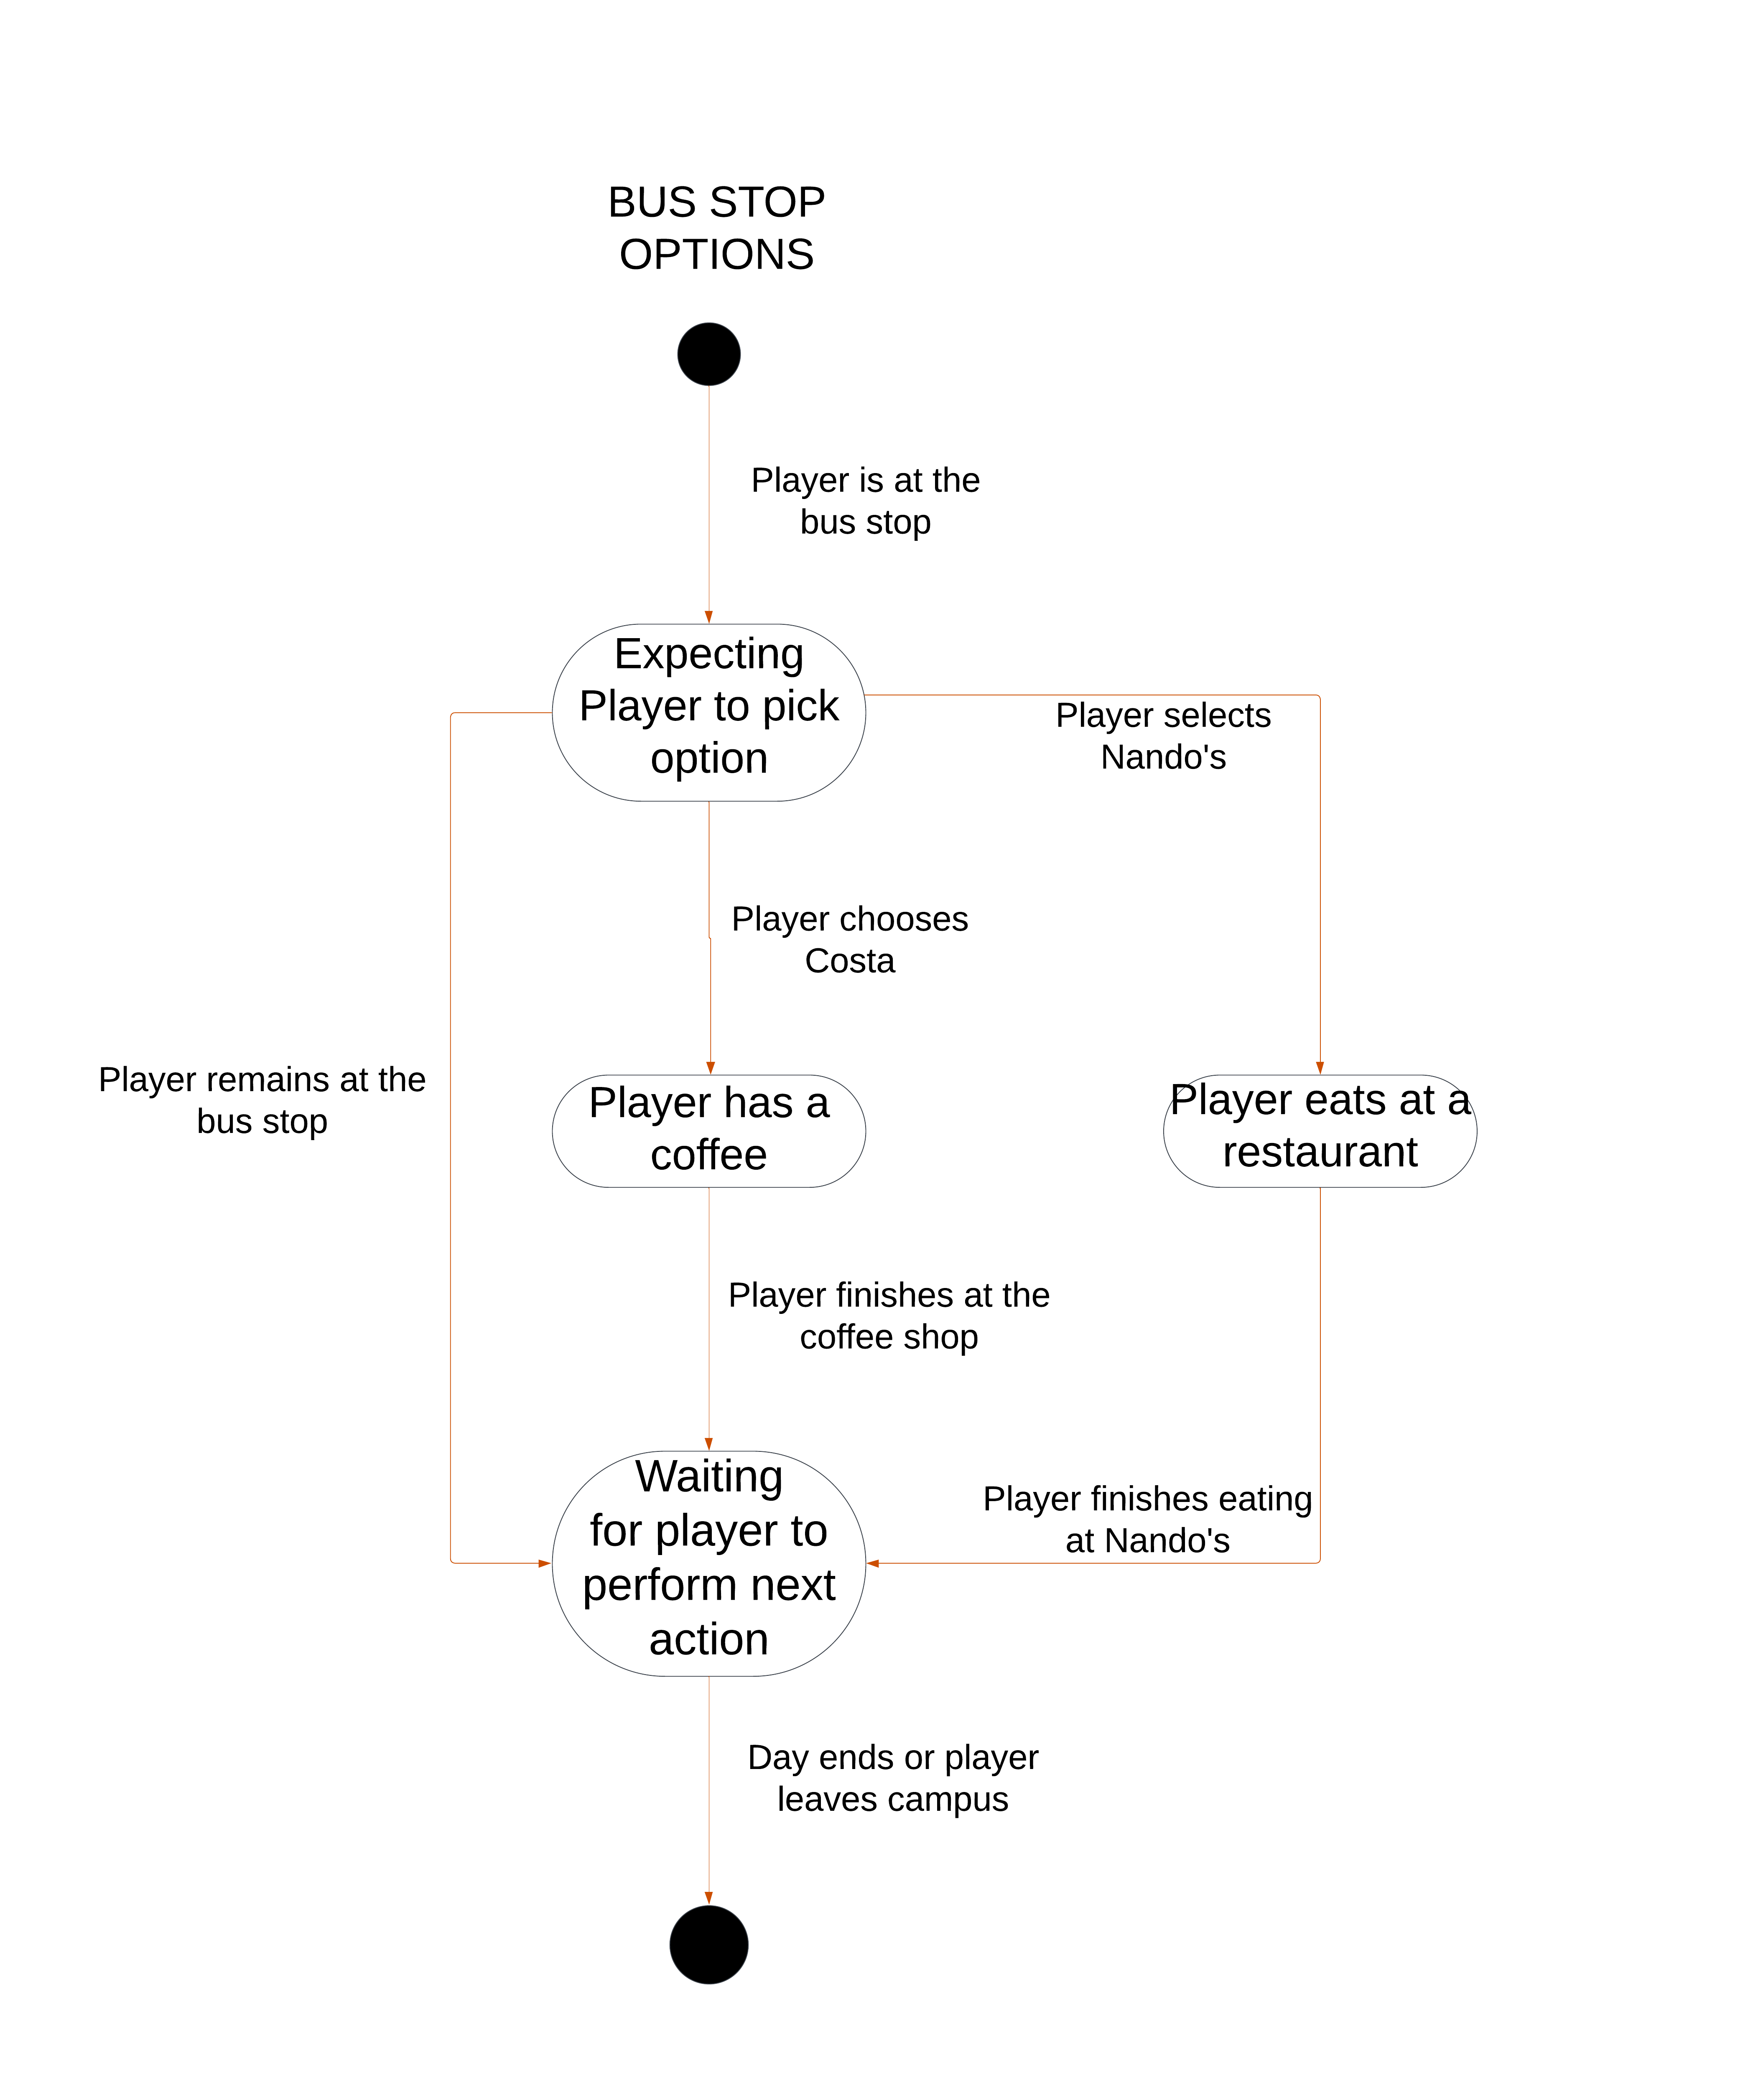 BUS STOP
OPTIONS
Player is at the
bus stop
Expecting
Player to pick
option
Player selects
Nando's
Player chooses
Costa
Player remains at the
bus stop
Player has a
coffee
Player eats at a
restaurant
Player finishes at the
coffee shop
Waiting
for player to
perform next
action
Player finishes eating
at Nando's
Day ends or player
leaves campus